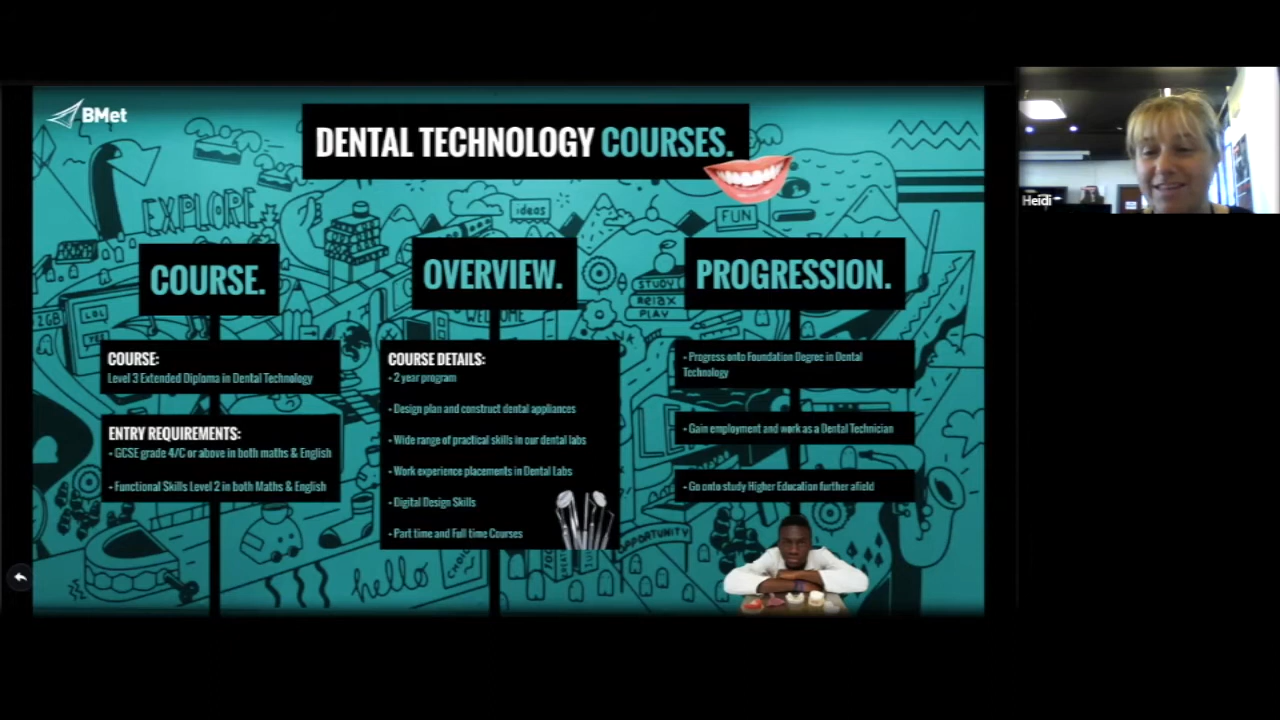 BMet
DENTAL TECHNOLOGY COURSES.
EXPLORE
ideas
FUN
STUDY
RELAX
PLAY
WELCOME
2GB
LOL
YES
COURSE.
COURSE:
Level 3 Extended Diploma in Dental Technology
ENTRY REQUIREMENTS:
• GCSE grade 4/C or above in both maths & English
• Functional Skills Level 2 in both Maths & English
OVERVIEW.
COURSE DETAILS:
• 2 year program
• Design plan and construct dental appliances
• Wide range of practical skills in our dental labs
• Work experience placements in Dental Labs
• Digital Design Skills
• Part time and Full time Courses
PROGRESSION.
• Progress onto Foundation Degree in Dental
Technology
• Gain employment and work as a Dental Technician
• Go onto study Higher Education further afield
hello
OPPORTUNITY
Heidi